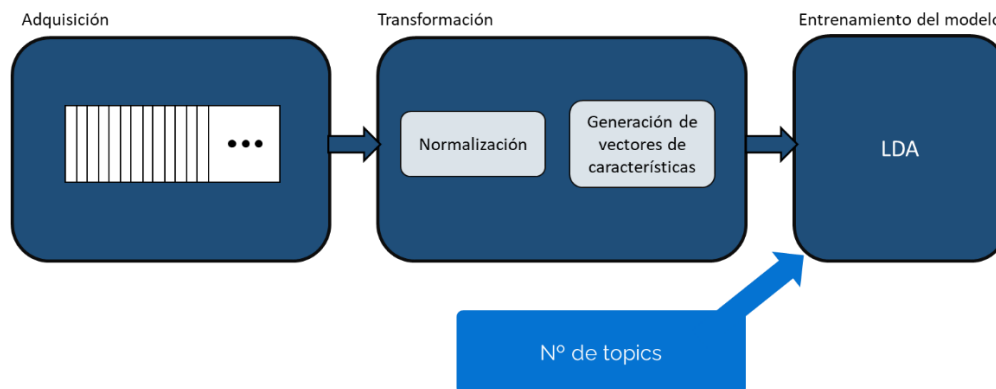 Adquisición
Transformación
Entrenamiento del modelo
Normalización
Generación de
vectores de
características
LDA
Nº de topics